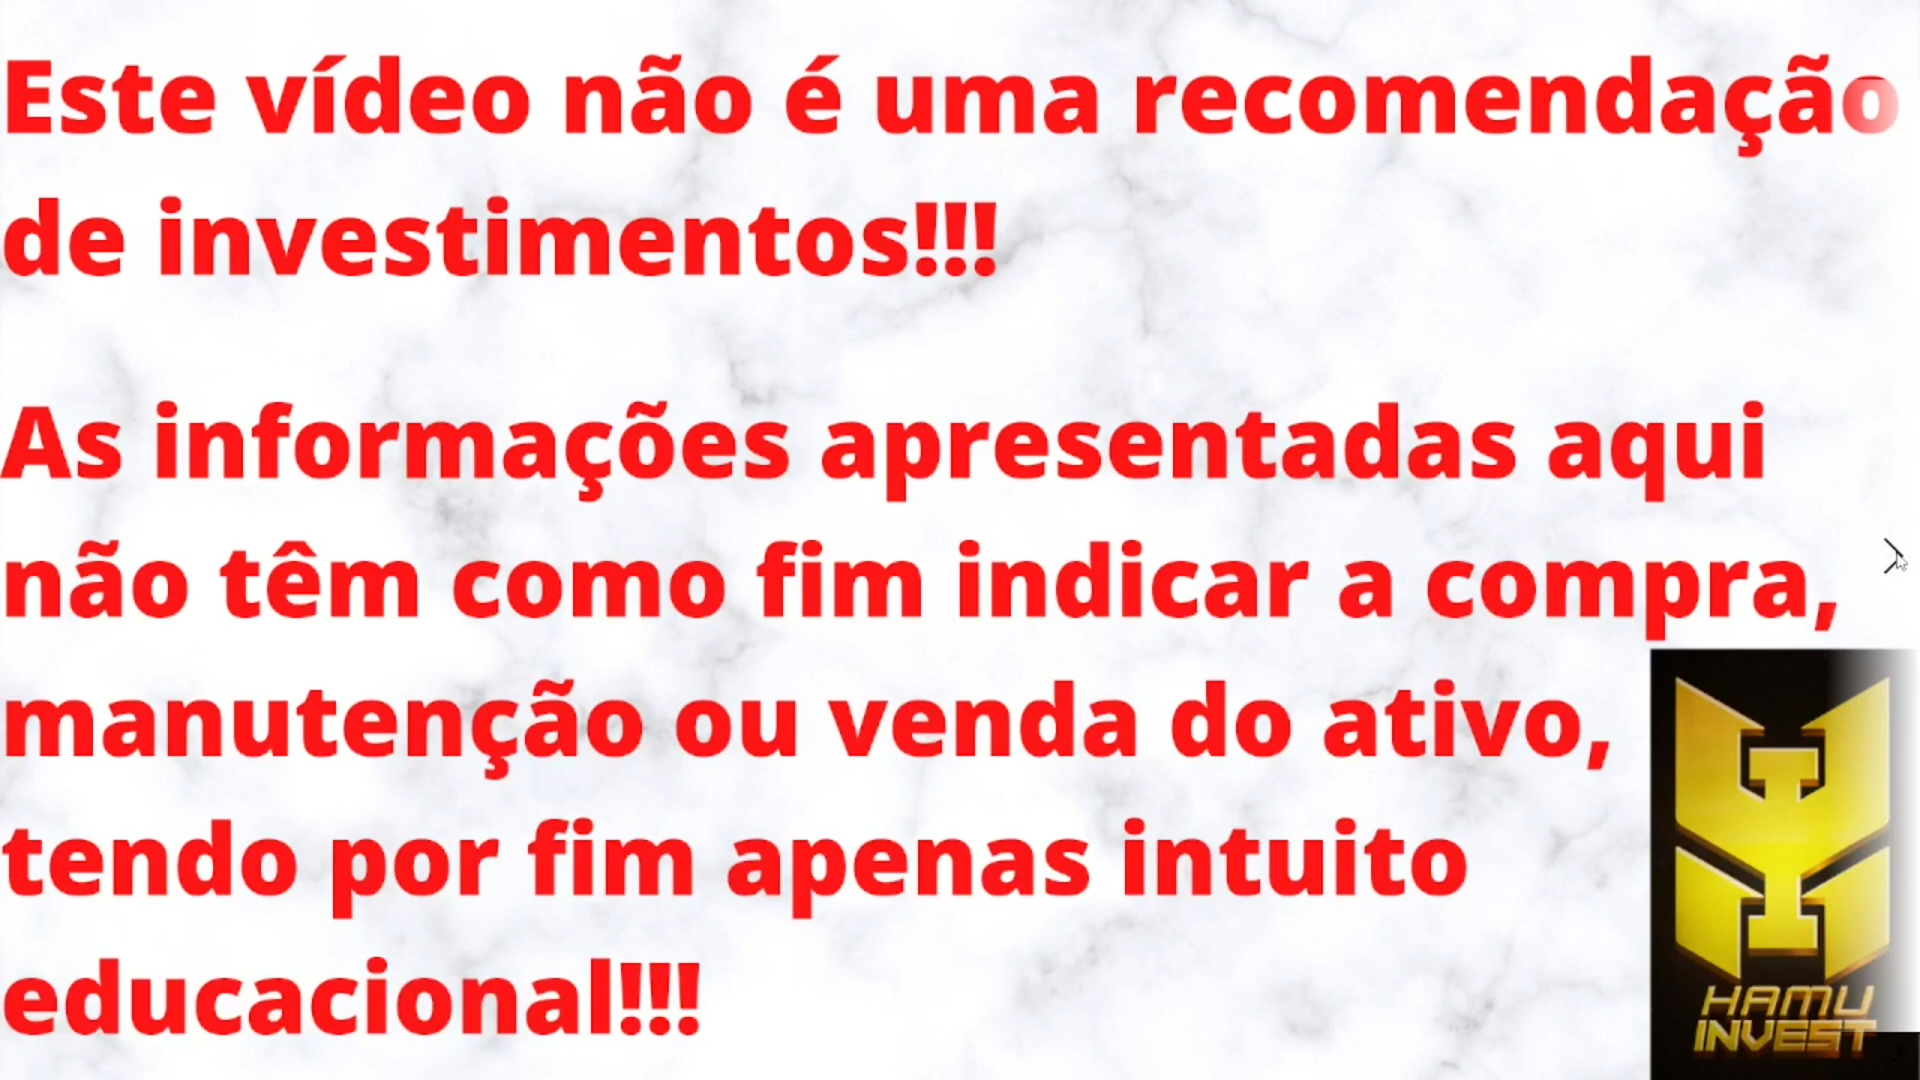 Este vídeo não é uma recomendação
de investimentos!!!
As informações apresentadas aqui
não têm como fim indicar a compra,
manutenção ou venda do ativo,
tendo por fim apenas intuito
educacional!!!
HAMU
INVEST